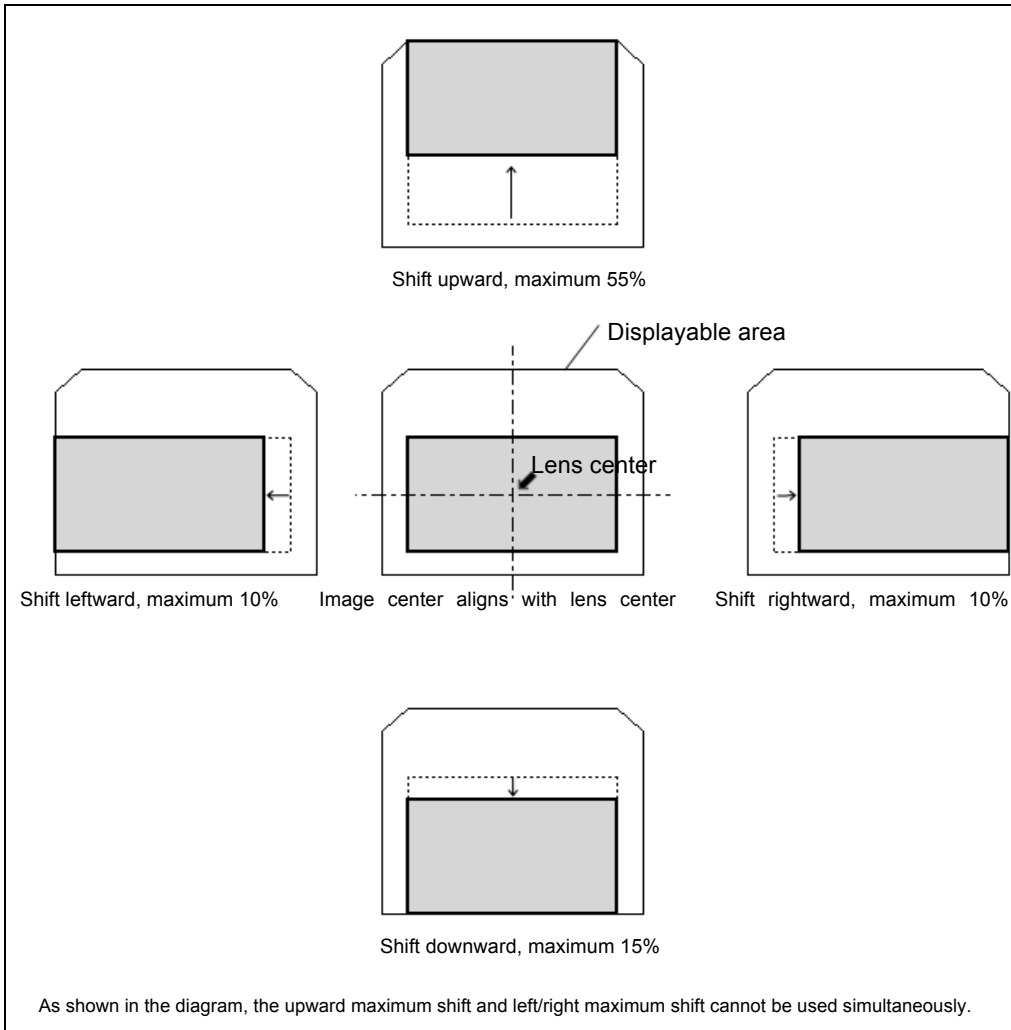 Shift upward, maximum 55%
Displayable area
Lens center
Shift leftward, maximum 10%
Image center aligns with lens center
Shift rightward, maximum 10%
Shift downward, maximum 15%
As shown in the diagram, the upward maximum shift and left/right maximum shift cannot be used simultaneously.